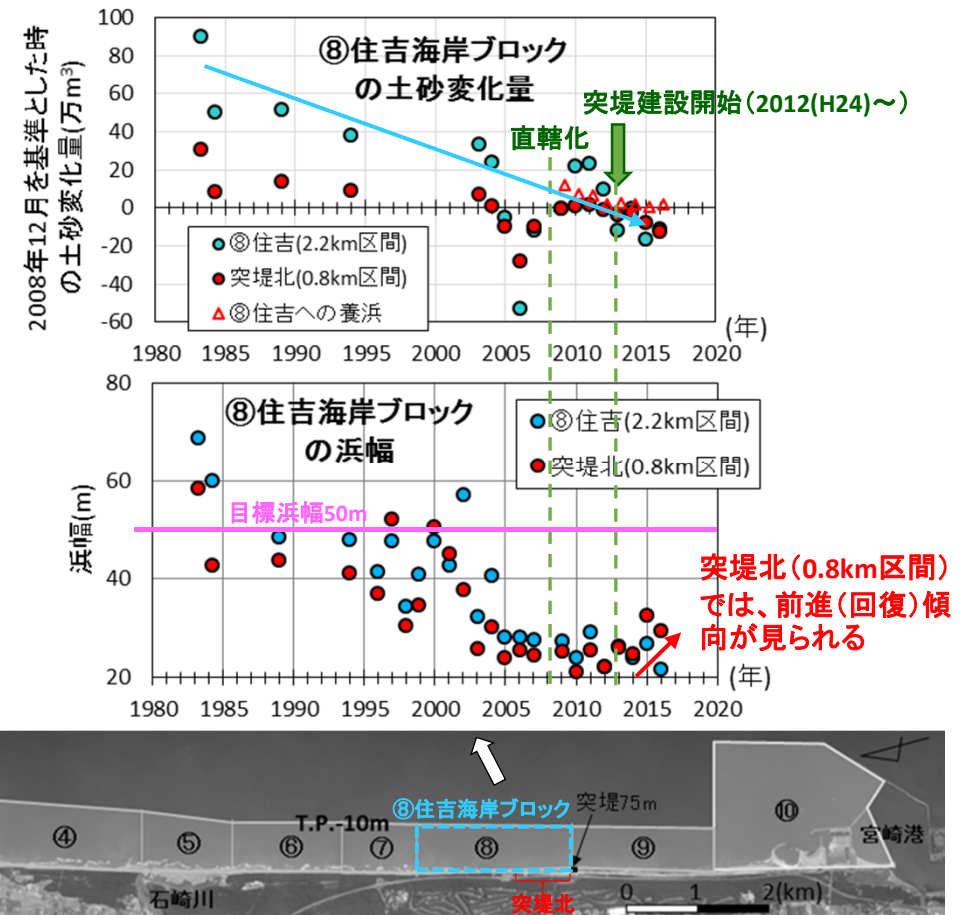 ⑧住吉海岸ブロック
の土砂変化量
2008年12月を基準とした時
の土砂変化量(万m³)
100
80
60
40
20
0
-20
-40
-60
突堤建設開始（2012(H24)～）
直轄化
⑧住吉(2.2km区間)
突堤北(0.8km区間)
⑧住吉への養浜
(年)
1980 1985 1990 1995 2000 2005 2010 2015 2020
⑧住吉海岸ブロック
の浜幅
浜幅(m)
80
60
40
20
⑧住吉(2.2km区間)
突堤北(0.8km区間)
目標浜幅50m
突堤北（0.8km区間）
では、前進（回復）傾
向が見られる
(年)
1980 1985 1990 1995 2000 2005 2010 2015 2020
⑧住吉海岸ブロック
突堤75m
T.P.-10m
④ ⑤ ⑥ ⑦ ⑧ ⑨ ⑩
宮崎港
石崎川
突堤北
0 1 2(km)